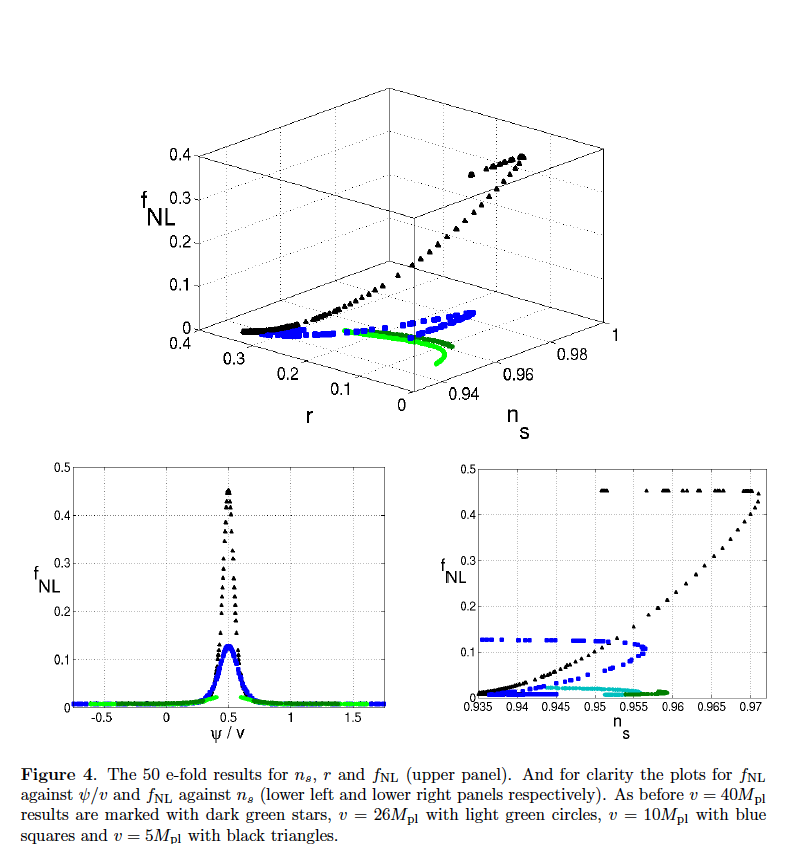 0.4
0.3
0.2
0.1
0
f
NL
0.4
0.3
0.2
0.1
0
r
0.94
0.96
0.98
1
n
s
0.5
0.4
0.3
0.2
0.1
0
f
NL
-0.5
0
0.5
1
1.5
ψ / v
0.5
0.4
0.3
0.2
0.1
0
f
NL
0.935
0.94
0.945
0.95
0.955
0.96
0.965
0.97
n
s
Figure 4. The 50 e-fold results for nₛ, r and f_NL (upper panel). And for clarity the plots for f_NL
against ψ/v and f_NL against nₛ (lower left and lower right panels respectively). As before v = 40M_pl
results are marked with dark green stars, v = 26M_pl with light green circles, v = 10M_pl with blue
squares and v = 5M_pl with black triangles.